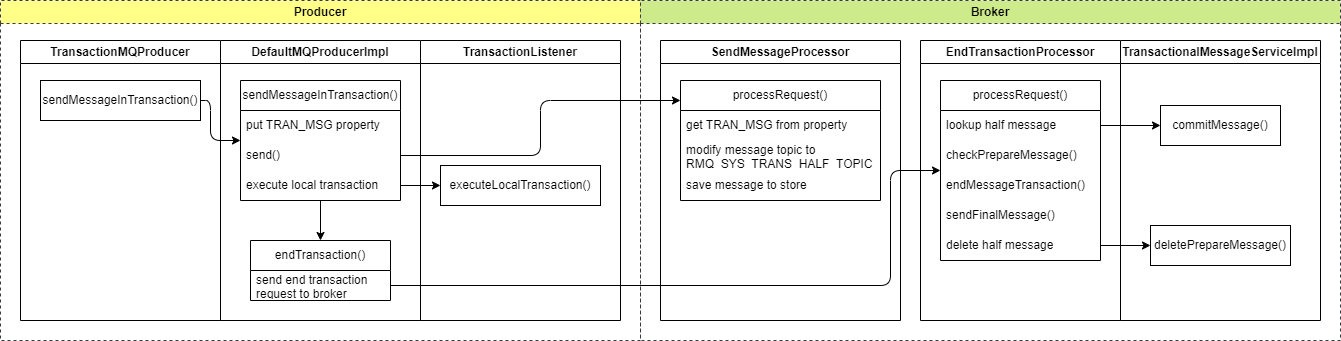 Producer
Broker
TransactionMQProducer
DefaultMQProducerImpl
TransactionListener
SendMessageProcessor
EndTransactionProcessor
TransactionalMessageServiceImpl
sendMessageInTransaction()
sendMessageInTransaction()
put TRAN_MSG property
send()
execute local transaction
executeLocalTransaction()
endTransaction()
send end transaction
request to broker
processRequest()
get TRAN_MSG from property
modify message topic to
RMQ_SYS_TRANS_HALF_TOPIC
save message to store
processRequest()
lookup half message
checkPrepareMessage()
endMessageTransaction()
sendFinalMessage()
delete half message
commitMessage()
deletePrepareMessage()